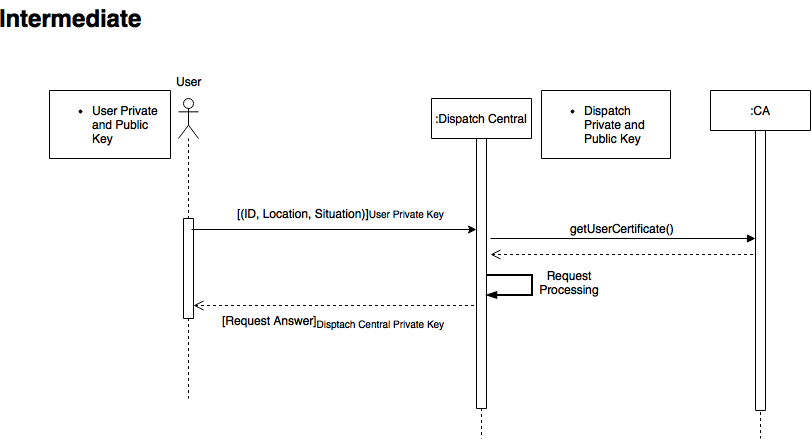 Intermediate
User
• User Private
and Public
Key
:Dispatch Central
• Dispatch
Private and
Public Key
:CA
[(ID, Location, Situation)]User Private Key
getUserCertificate()
Request
Processing
[Request Answer]Disptach Central Private Key